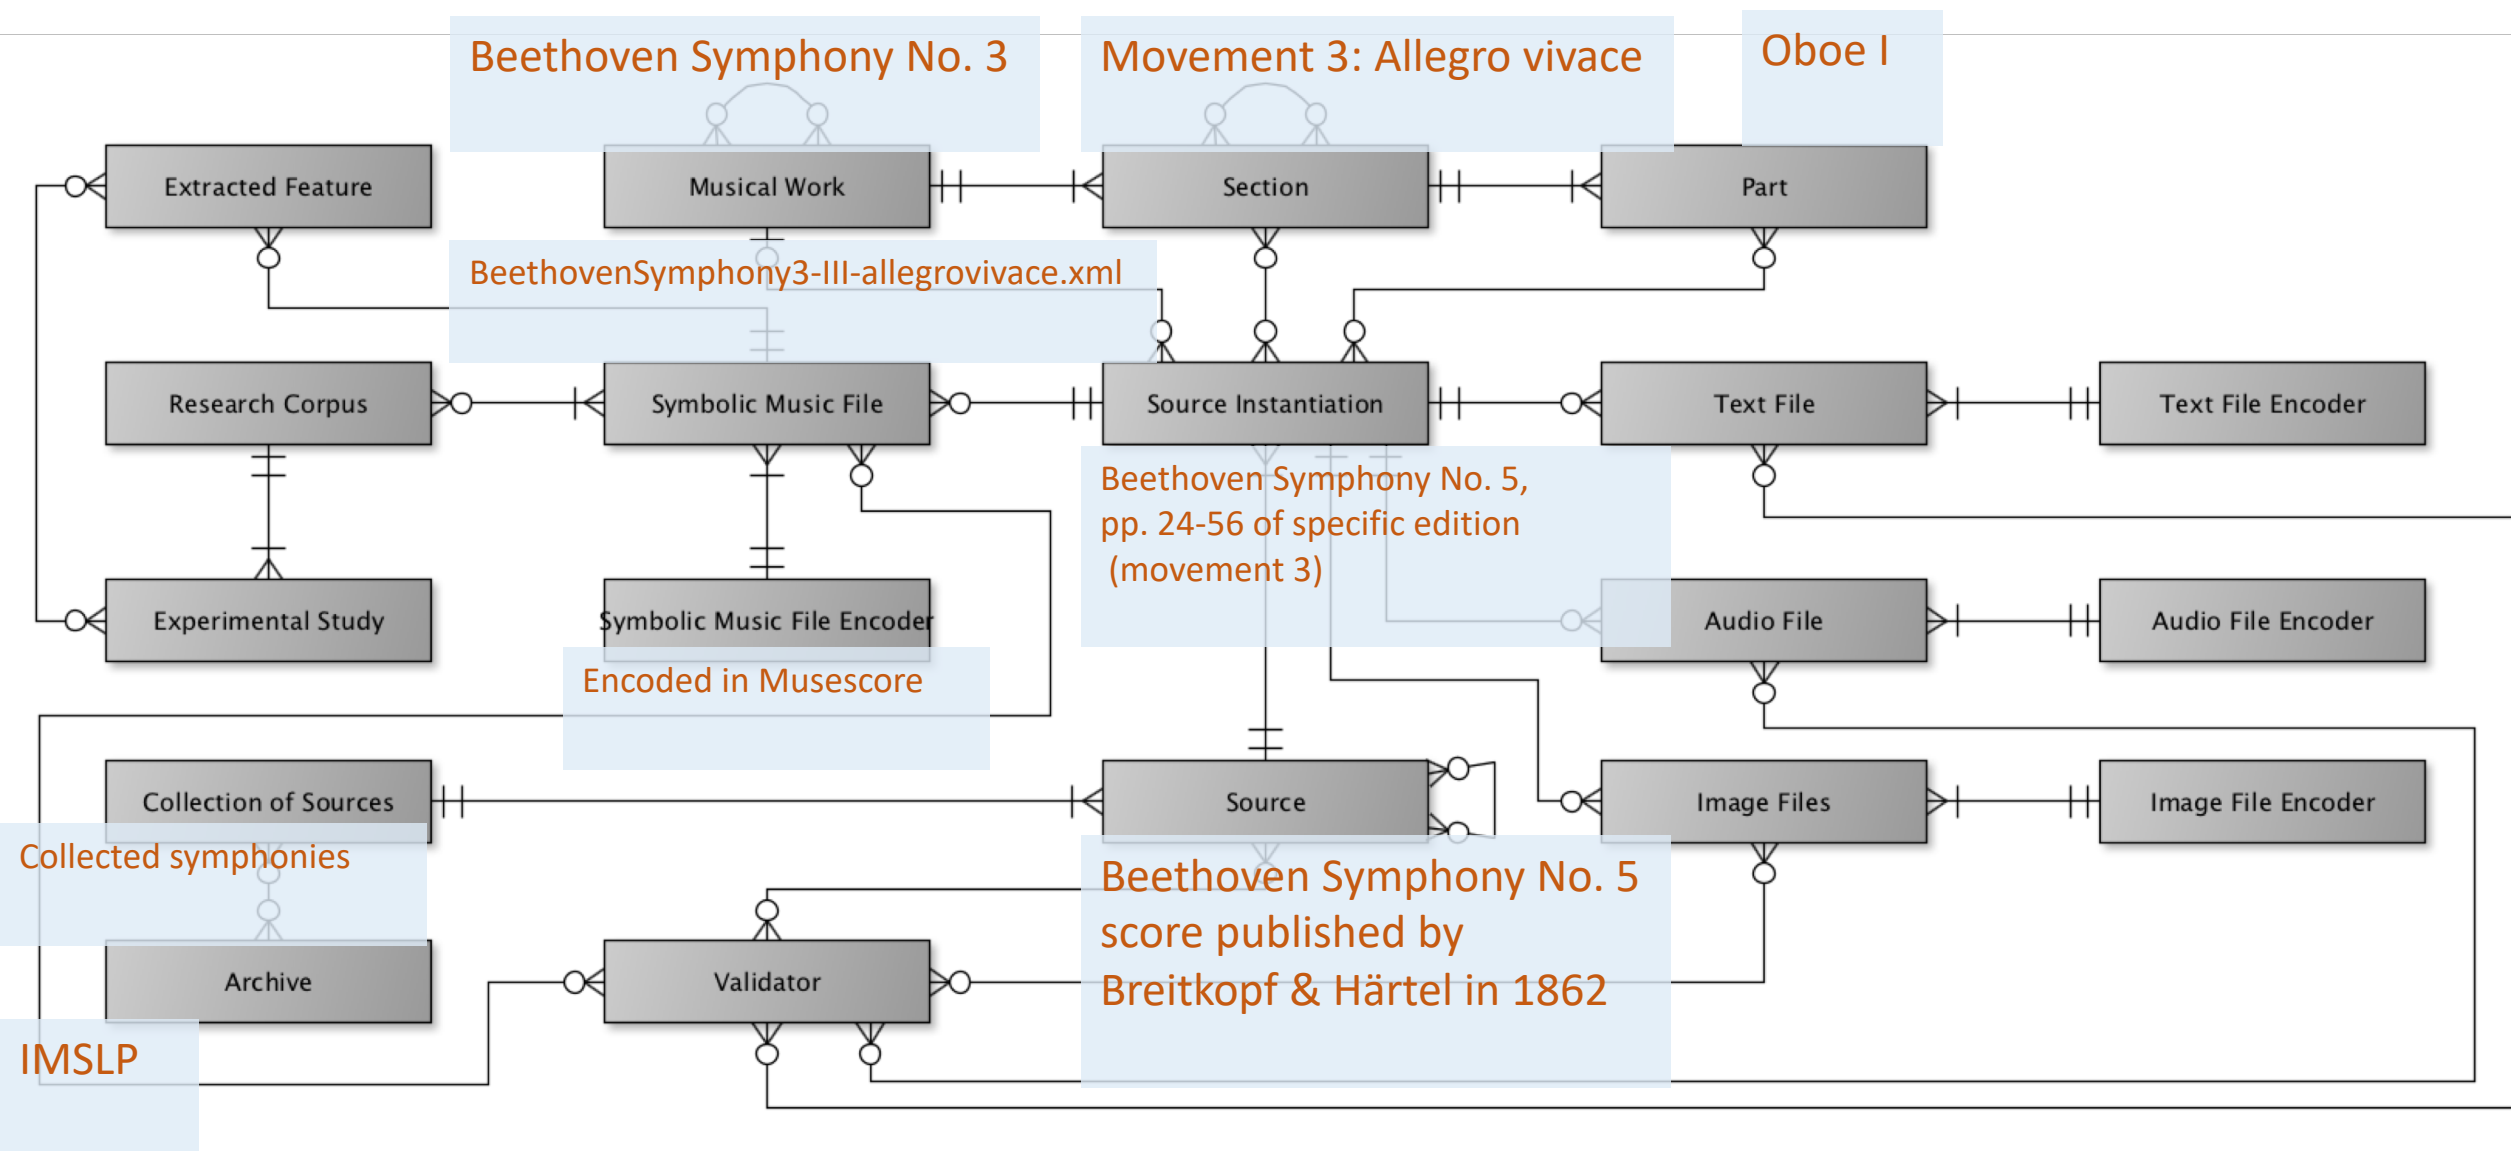 Beethoven Symphony No. 3
Movement 3: Allegro vivace
Oboe I
Extracted Feature
Musical Work
Section
Part
BeethovenSymphony3-III-allegrovivace.xml
Research Corpus
Symbolic Music File
Source Instantiation
Text File
Text File Encoder
Beethoven Symphony No. 5,
pp. 24-56 of specific edition
(movement 3)
Experimental Study
Symbolic Music File Encoder
Audio File
Audio File Encoder
Encoded in Musescore
Collection of Sources
Source
Image Files
Image File Encoder
Collected symphonies
Beethoven Symphony No. 5
score published by
Breitkopf & Härtel in 1862
Archive
Validator
IMSLP